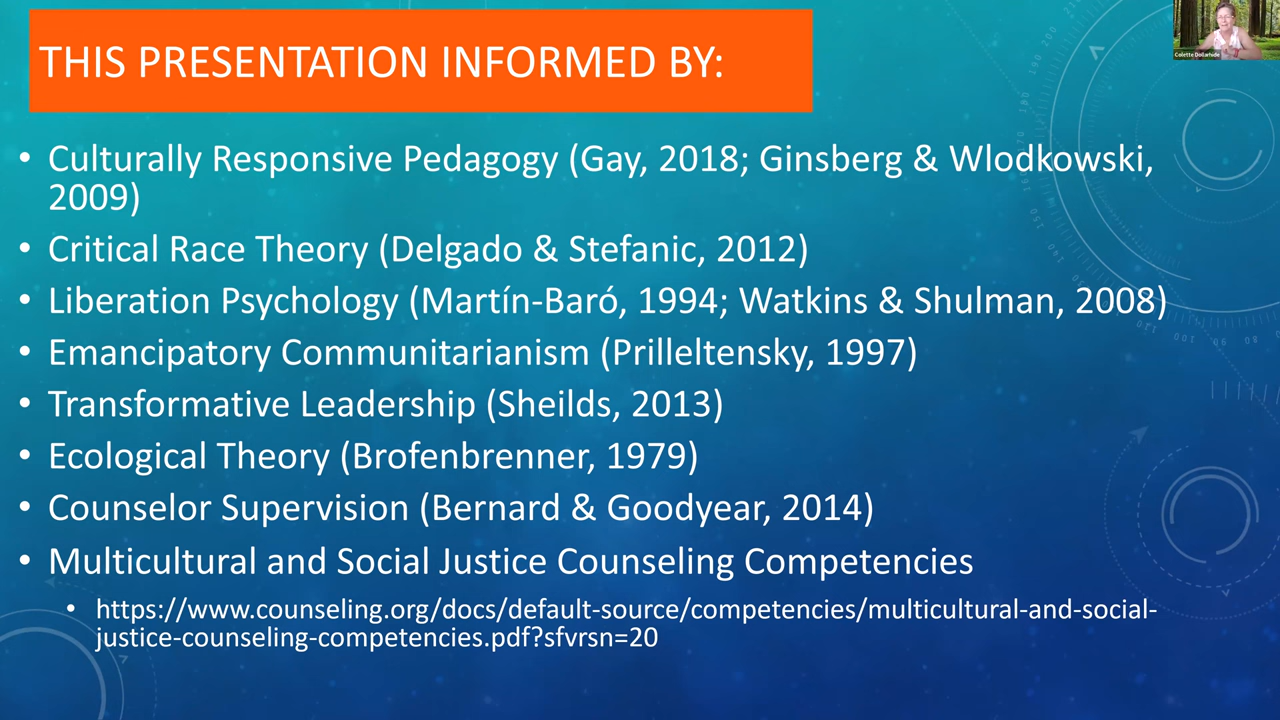 THIS PRESENTATION INFORMED BY:
Colette Dollarhide
• Culturally Responsive Pedagogy (Gay, 2018; Ginsberg & Wlodkowski,
2009)
• Critical Race Theory (Delgado & Stefanic, 2012)
• Liberation Psychology (Martín-Baró, 1994; Watkins & Shulman, 2008)
• Emancipatory Communitarianism (Prilleltensky, 1997)
• Transformative Leadership (Sheilds, 2013)
• Ecological Theory (Brofenbrenner, 1979)
• Counselor Supervision (Bernard & Goodyear, 2014)
• Multicultural and Social Justice Counseling Competencies
• https://www.counseling.org/docs/default-source/competencies/multicultural-and-social-
justice-counseling-competencies.pdf?sfvrsn=20